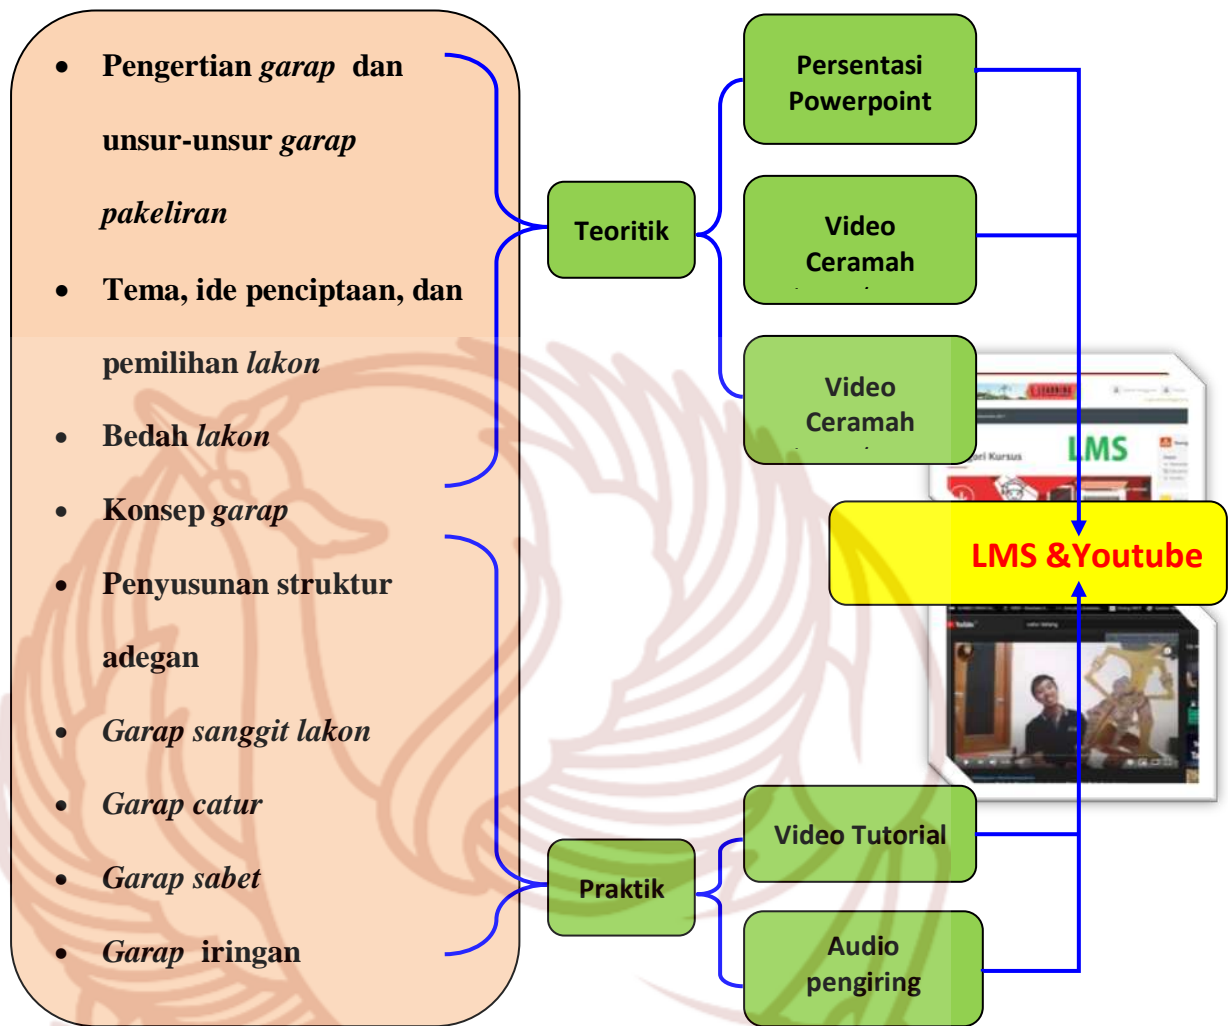 • Pengertian garap dan
unsur-unsur garap
pakeliran
• Tema, ide penciptaan, dan
pemilihan lakon
• Bedah lakon
• Konsep garap
• Penyusunan struktur
adegan
• Garap sanggit lakon
• Garap catur
• Garap sabet
• Garap iringan
Teoritik
Praktik
Persentasi
Powerpoint
Video
Ceramah
Video
Ceramah
Video Tutorial
Audio
pengiring
E-LEARNING
Kursus
LMS
LMS &Youtube